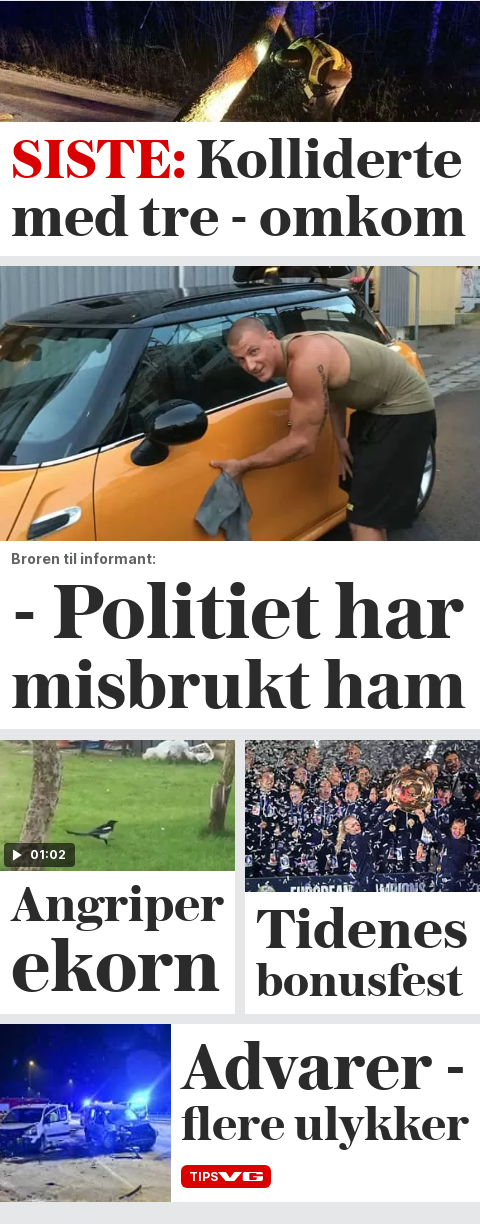 SISTE: Kolliderte
med tre - omkom
Broren til informant:
- Politiet har
misbrukt ham
01:02
Angriper
ekorn
EUROPEAN
Tidenes
bonusfest
Advarer -
flere ulykker
TIPS VG